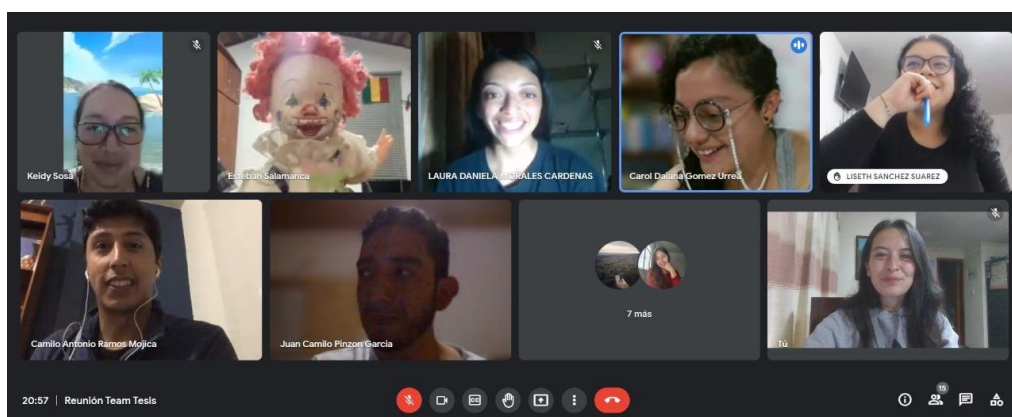 Keidy Sosa
Esteban Salamanca
LAURA DANIELA MORALES CARDENAS
Carol Daiana Gomez Urrea
LISETH SANCHEZ SUAREZ
Camilo Antonio Ramos Mojica
Juan Camilo Pinzon Garcia
7 más
Tú
20:57 | Reunión Team Tesis
CC
15